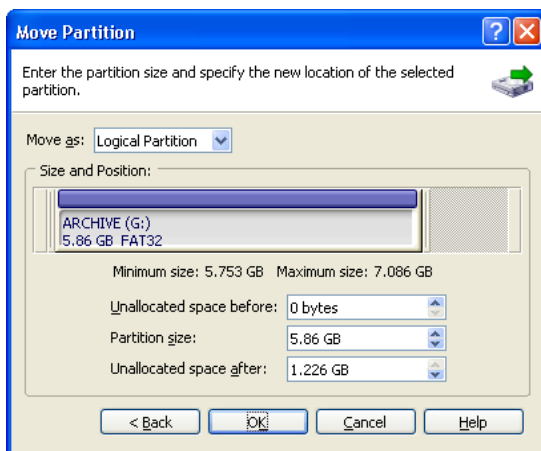 Move Partition
Enter the partition size and specify the new location of the selected
partition.
Move as: Logical Partition
Size and Position:
ARCHIVE (G:)
5.86 GB FAT32
Minimum size: 5.753 GB Maximum size: 7.086 GB
Unallocated space before: 0 bytes
Partition size: 5.86 GB
Unallocated space after: 1.226 GB
< Back OK Cancel Help